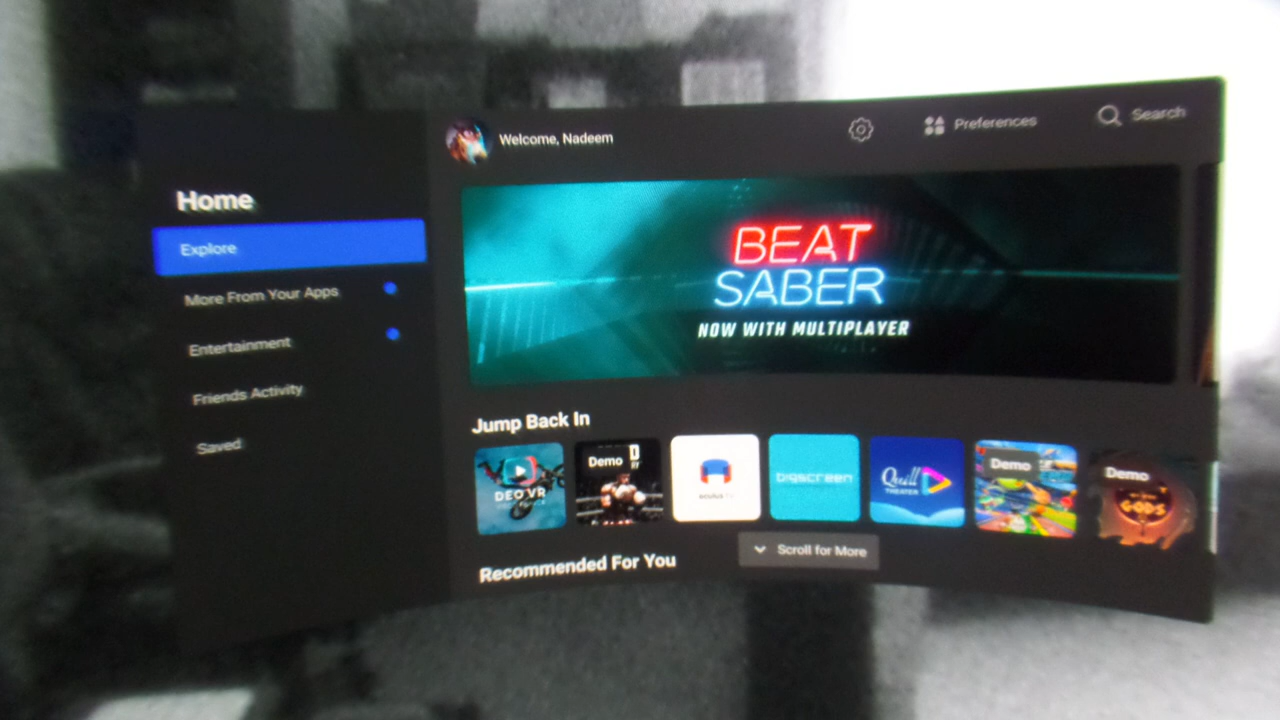 Welcome, Nadeem
Preferences
Search
Home
Explore
More From Your Apps
Entertainment
Friends Activity
Saved
BEAT
SABER
NOW WITH MULTIPLAYER
Jump Back In
DEO VR
Demo
oculus
bigscreen
Quill
THEATER
Demo
Demo
GODS
Scroll for More
Recommended For You